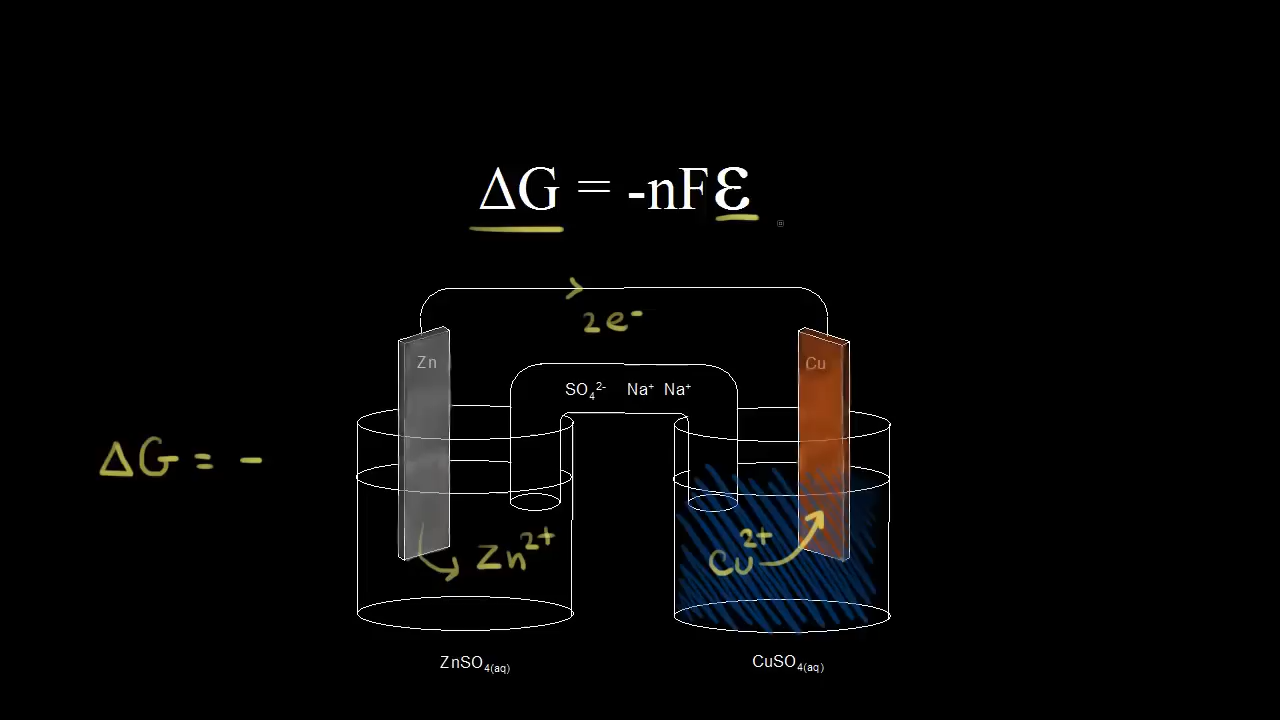 ΔG = -nFε
2e⁻
Zn
Cu
SO₄²⁻ Na⁺ Na⁺
ΔG = -
Zn²⁺
Cu²⁺
ZnSO₄(aq)
CuSO₄(aq)